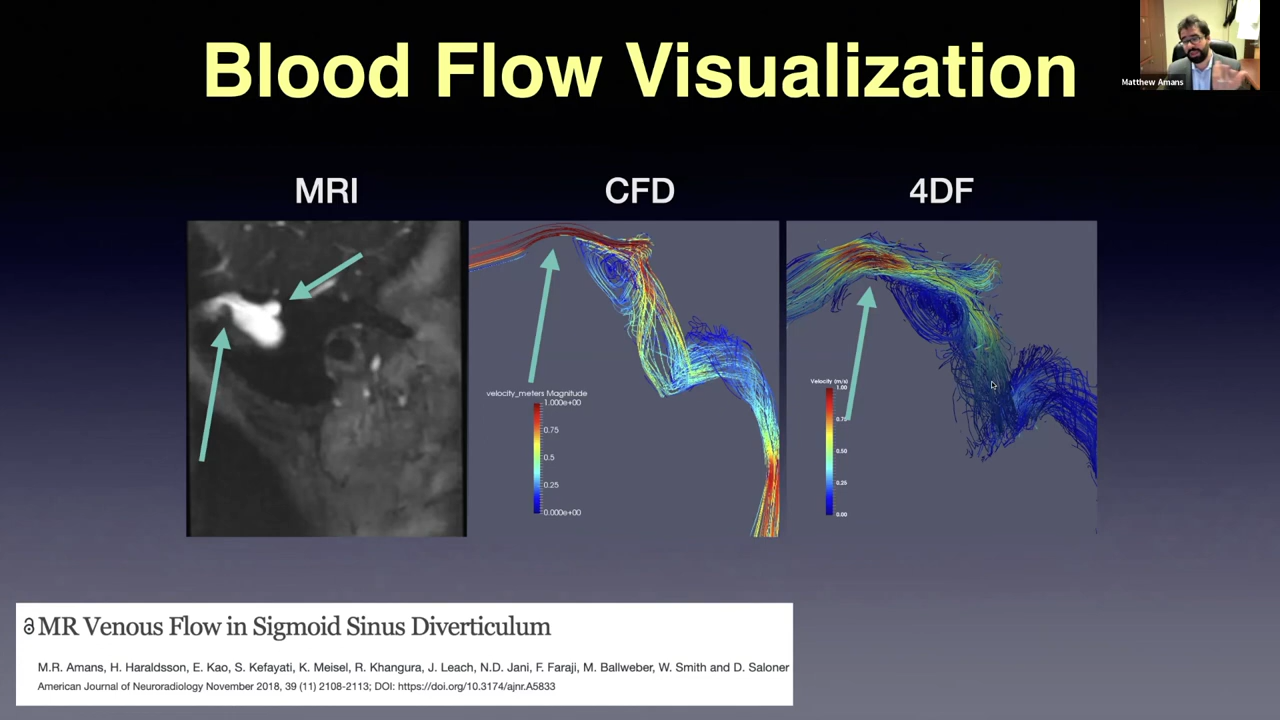 Blood Flow Visualization
Matthew Amans
MRI
CFD
4DF
velocity_meters Magnitude
1.000e+00
0.75
0.5
0.25
0.000e+00
Velocity (m/s)
1.00
0.75
0.50
0.25
0.00
MR Venous Flow in Sigmoid Sinus Diverticulum
M.R. Amans, H. Haraldsson, E. Kao, S. Kefayati, K. Meisel, R. Khangura, J. Leach, N.D. Jani, F. Faraji, M. Ballweber, W. Smith and D. Saloner
American Journal of Neuroradiology November 2018, 39 (11) 2108-2113; DOI: https://doi.org/10.3174/ajnr.A5833